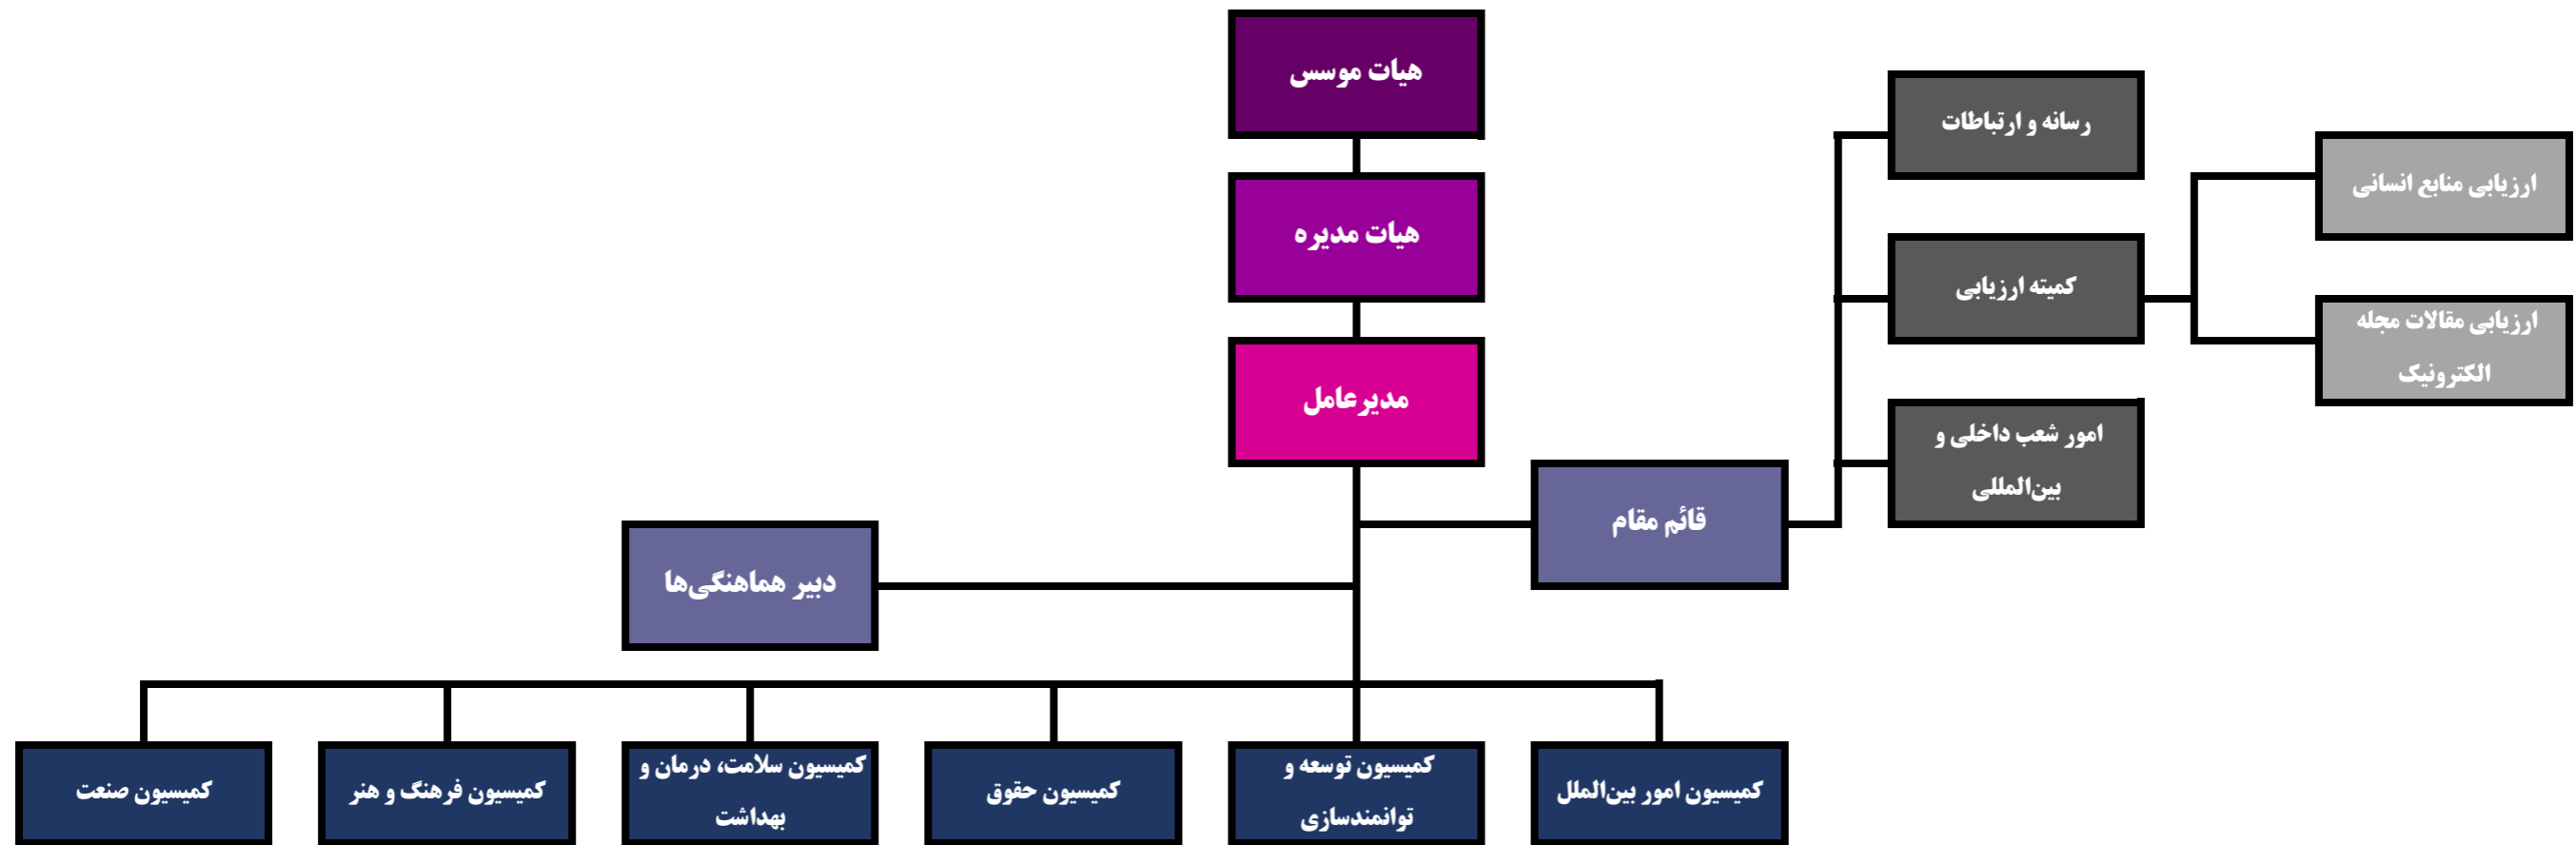 هیات موسس
هیات مدیره
مدیرعامل
قائم مقام
رسانه و ارتباطات
کمیته ارزیابی
امور شعب داخلی و
بین‌المللی
ارزیابی منابع انسانی
ارزیابی مقالات مجله
الکترونیک
دبیر هماهنگی‌ها
کمیسیون امور بین‌الملل
کمیسیون توسعه و
توانمندسازی
کمیسیون حقوق
کمیسیون سلامت، درمان و
بهداشت
کمیسیون فرهنگ و هنر
کمیسیون صنعت